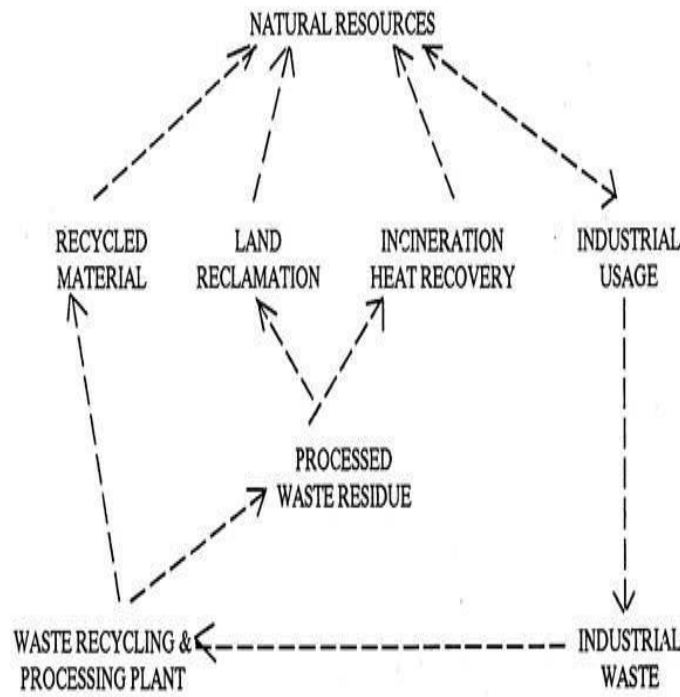 NATURAL RESOURCES
RECYCLED
MATERIAL
LAND
RECLAMATION
INCINERATION
HEAT RECOVERY
INDUSTRIAL
USAGE
PROCESSED
WASTE RESIDUE
WASTE RECYCLING &
PROCESSING PLANT
INDUSTRIAL
WASTE